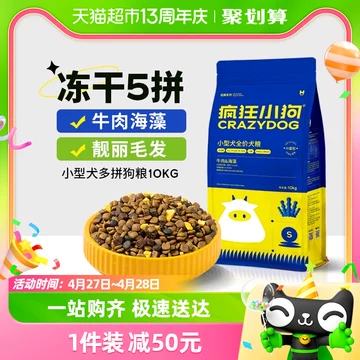 天猫超市13周年庆 聚划算
冻干5拼
牛肉海藻
靓丽毛发
小型犬多拼狗粮10KG
疯狂小狗
CRAZYDOG
小型犬全价犬粮
牛肉&海藻
S
10kg
活动时间：4月27日~4月28日
一站购齐 极速送达
1件装 减50元